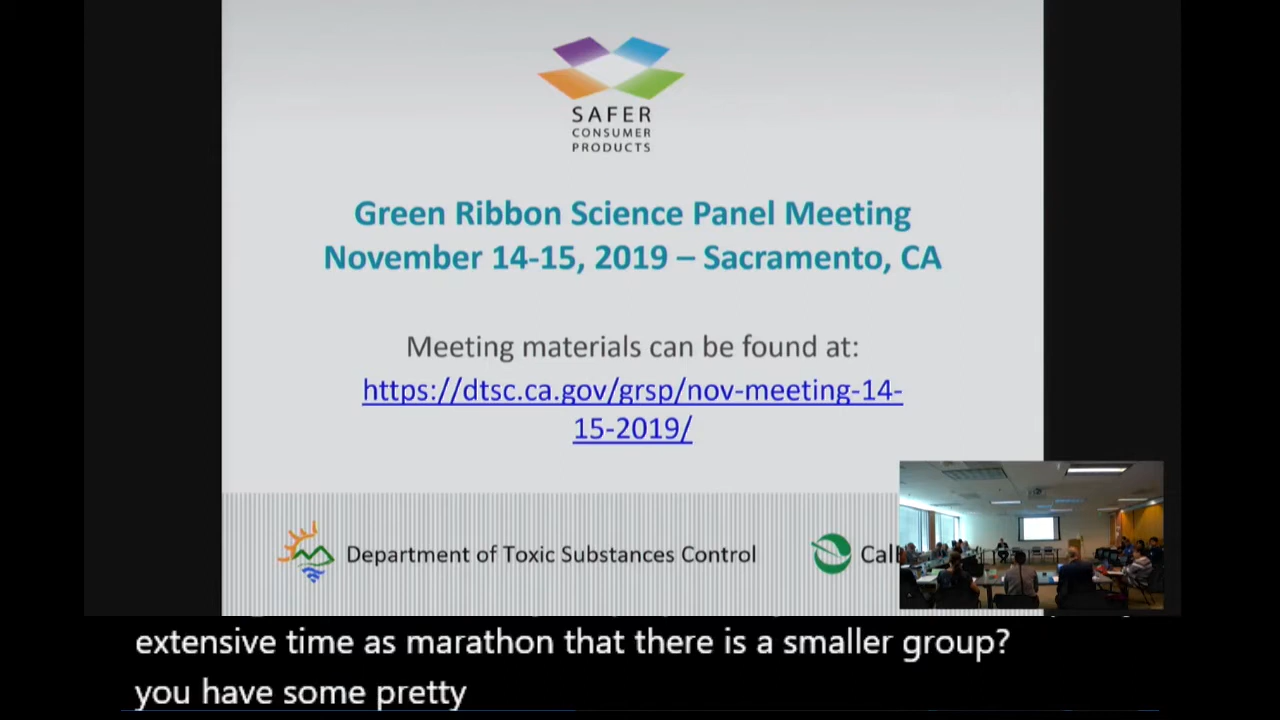 SAFER
CONSUMER
PRODUCTS
Green Ribbon Science Panel Meeting
November 14-15, 2019 – Sacramento, CA
Meeting materials can be found at:
https://dtsc.ca.gov/grsp/nov-meeting-14-
15-2019/
Department of Toxic Substances Control
extensive time as marathon that there is a smaller group?
you have some pretty